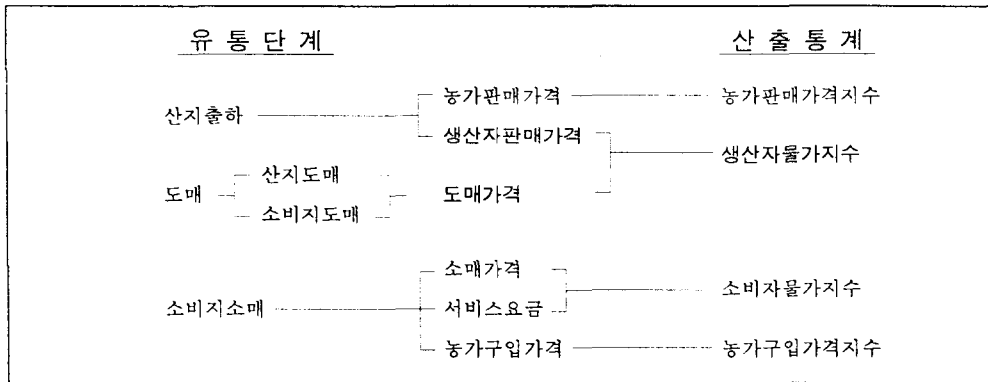 유 통 단 계 산 출 통 계
농가판매가격 농가판매가격지수
산지출하
생산자판매가격
생산자물가지수
산지도매
도매 도매가격
소비지도매
소매가격
소비자물가지수
소비지소매 서비스요금
농가구입가격 농가구입가격지수